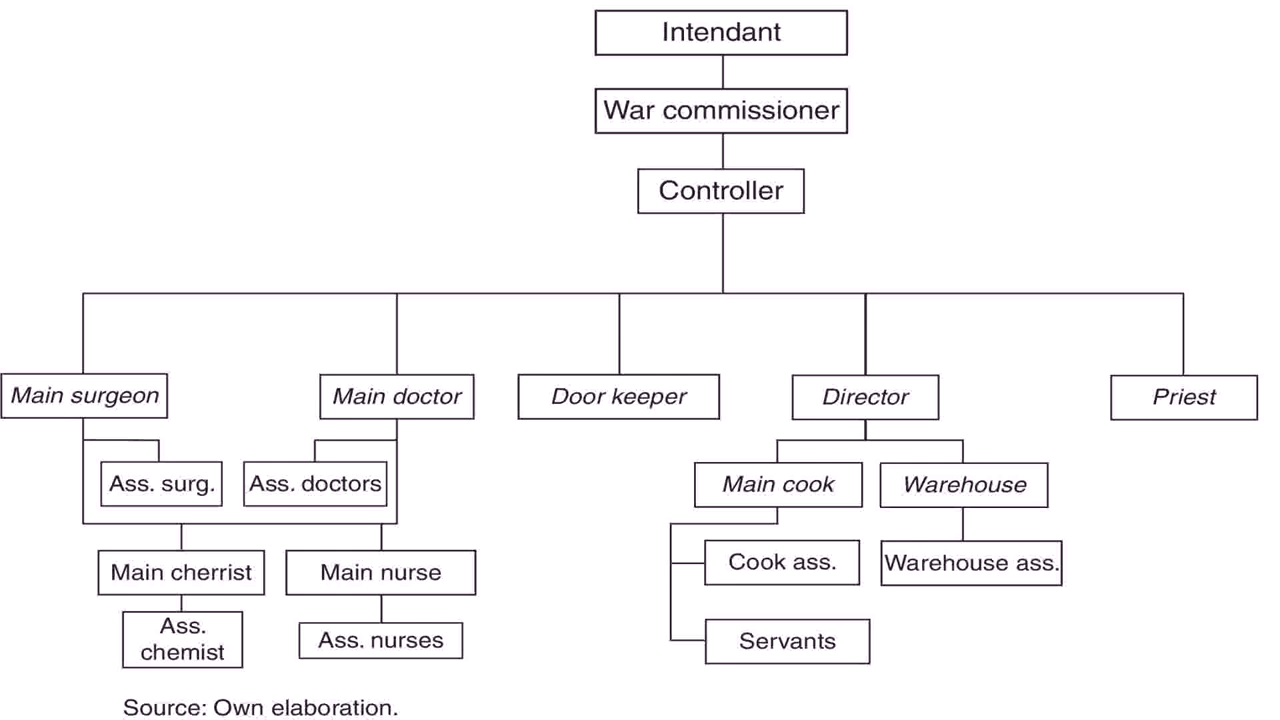 Intendant
War commissioner
Controller
Main surgeon
Main doctor
Door keeper
Director
Priest
Ass. surg.
Ass. doctors
Main cook
Warehouse
Main cherrist
Main nurse
Cook ass.
Warehouse ass.
Ass.
chemist
Ass. nurses
Servants
Source: Own elaboration.